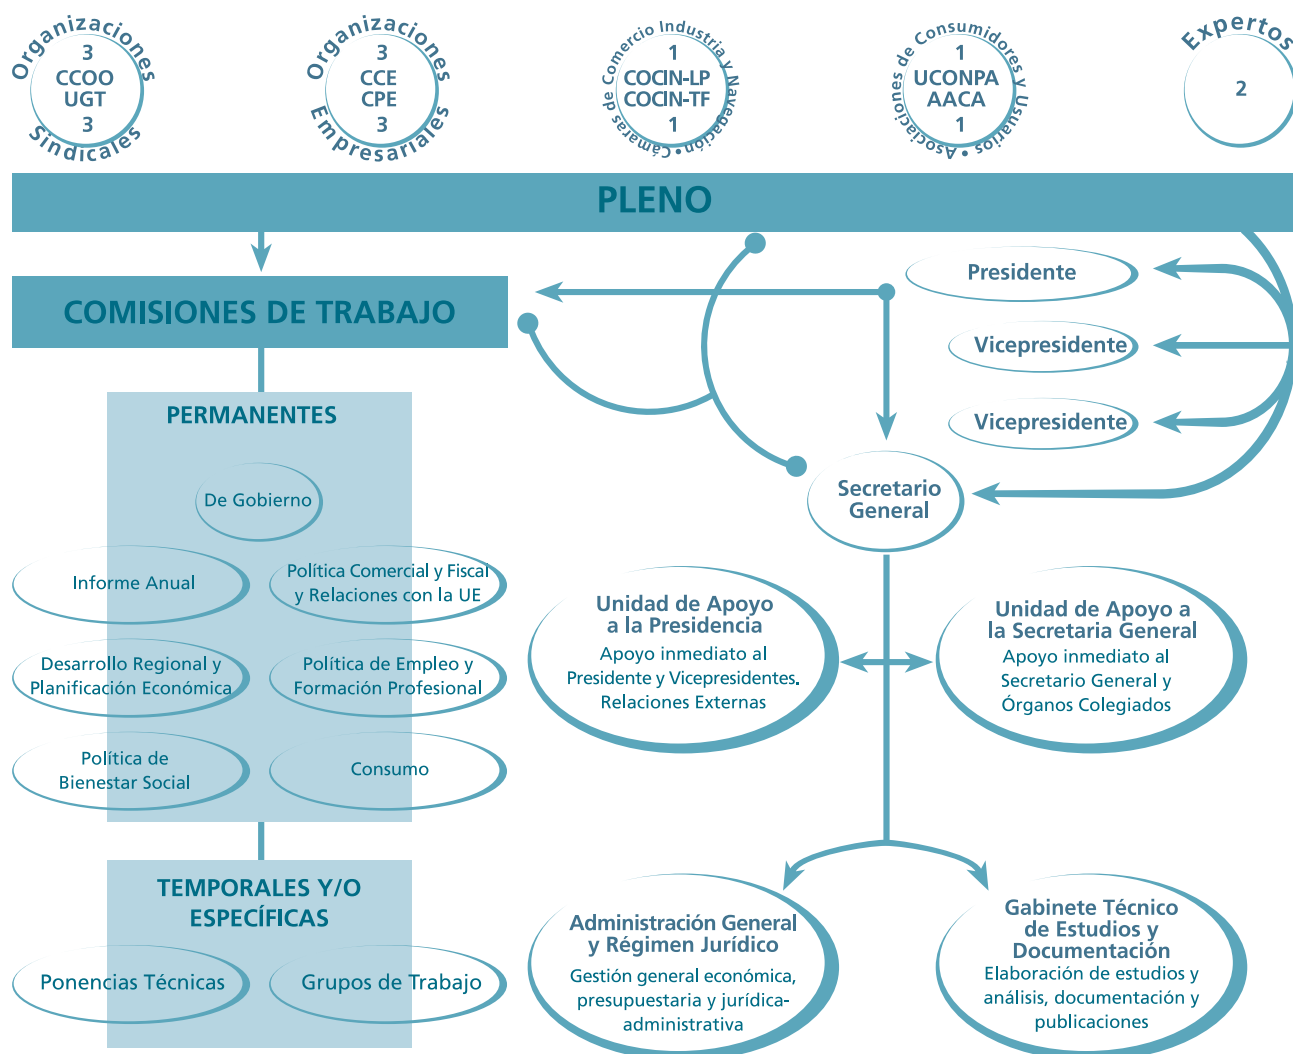 Organizaciones
3
CCOO
UGT
3
Sindicales
Organizaciones
3
CCE
CPE
3
Empresariales
Cámaras de Comercio Industria y Navegación •
1
COCIN-LP
COCIN-TF
1
Asociaciones de Consumidores y Usuarios •
1
UCONPA
AACA
1
Expertos
2
PLENO
COMISIONES DE TRABAJO
Presidente
Vicepresidente
Vicepresidente
Secretario
General
PERMANENTES
De Gobierno
Informe Anual
Política Comercial y Fiscal
y Relaciones con la UE
Desarrollo Regional y
Planificación Económica
Política de Empleo y
Formación Profesional
Política de
Bienestar Social
Consumo
TEMPORALES Y/O
ESPECÍFICAS
Ponencias Técnicas
Grupos de Trabajo
Unidad de Apoyo
a la Presidencia
Apoyo inmediato al
Presidente y Vicepresidentes.
Relaciones Externas
Unidad de Apoyo a
la Secretaria General
Apoyo inmediato al
Secretario General y
Órganos Colegiados
Administración General
y Régimen Jurídico
Gestión general económica,
presupuestaria y jurídica-
administrativa
Gabinete Técnico
de Estudios y
Documentación
Elaboración de estudios y
análisis, documentación y
publicaciones